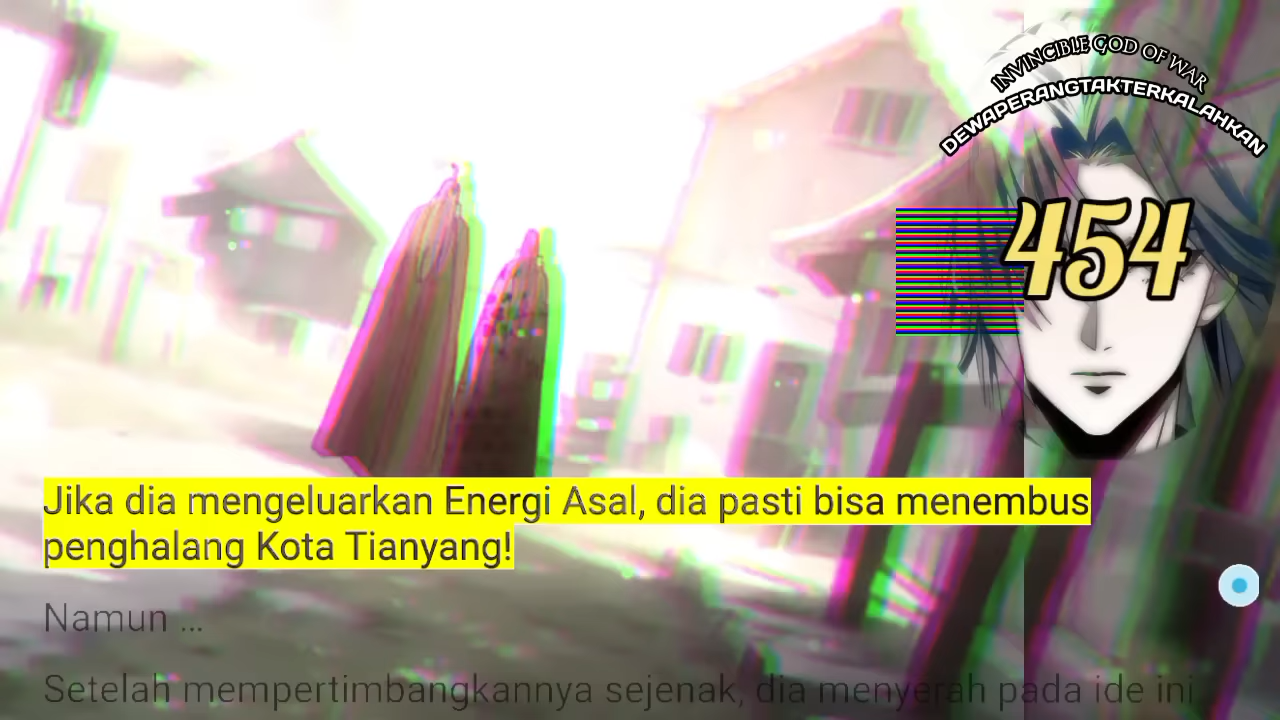 INVINCIBLE GOD OF WAR
DEWAPERANGTAKTERKALAHKAN
454
Jika dia mengeluarkan Energi Asal, dia pasti bisa menembus
penghalang Kota Tianyang!
Namun ...
Setelah mempertimbangkannya sejenak, dia menyerah pada ide ini